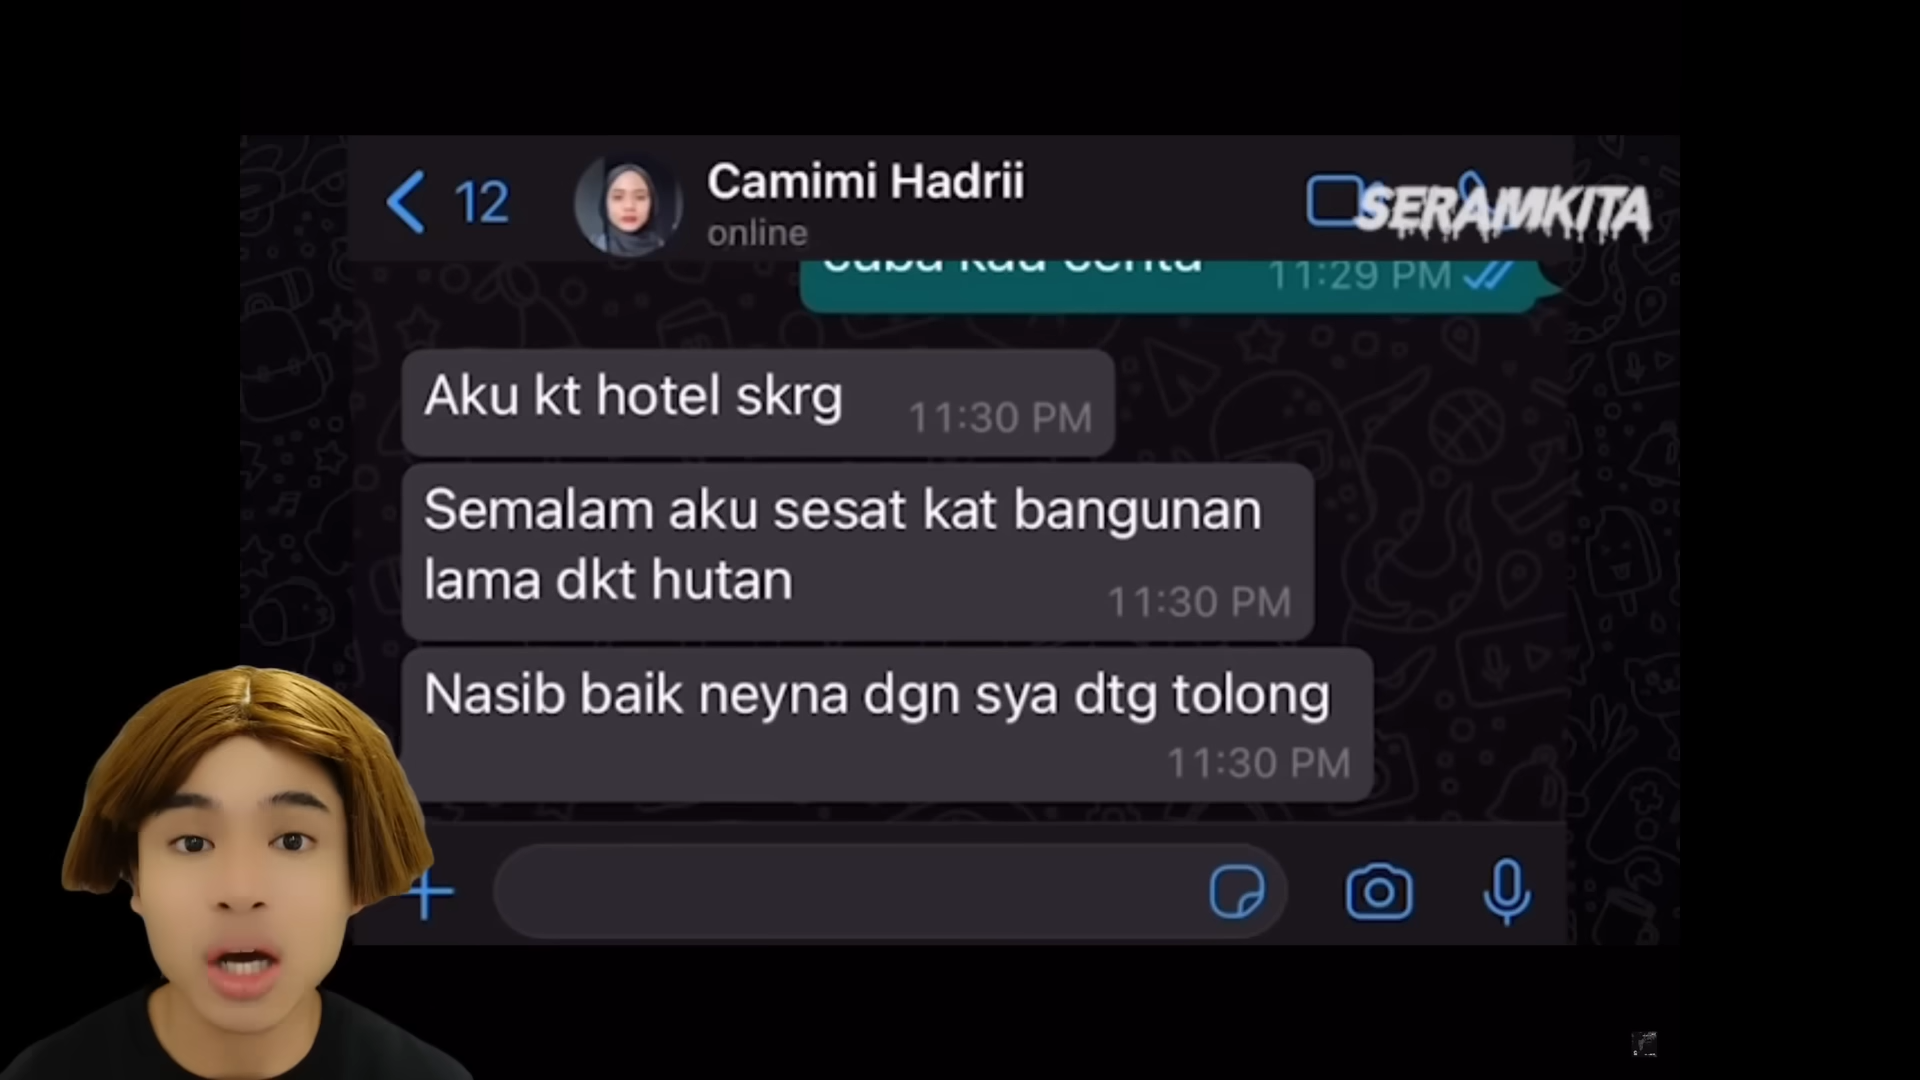 12
Camimi Hadrii
online
SERAMKITA
11:29 PM
Aku kt hotel skrg
11:30 PM
Semalam aku sesat kat bangunan
lama dkt hutan
11:30 PM
Nasib baik neyna dgn sya dtg tolong
11:30 PM